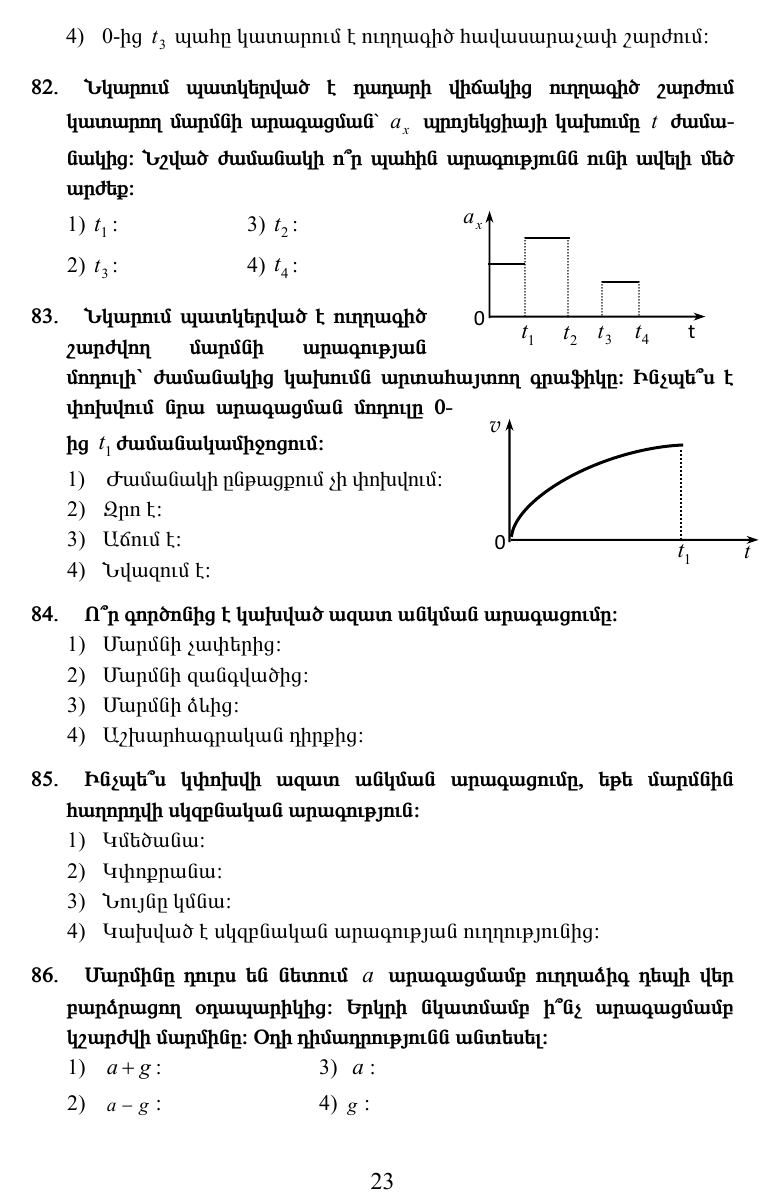 4) 0-ից t₃ պահը կատարում է ուղղագիծ հավասարաչափ շարժում:
82. Նկարում պատկերված է դադարի վիճակից ուղղագիծ շարժում
կատարող մարմնի արագացման՝ aₓ պրոյեկցիայի կախումը t ժամա-
նակից: Նշված ժամանակի ո՞ր պահին արագությունն ունի ավելի մեծ
արժեք:
1) t₁ : 3) t₂ :
2) t₃ : 4) t₄ :
aₓ
0 t₁ t₂ t₃ t₄ t
83. Նկարում պատկերված է ուղղագիծ
շարժվող մարմնի արագության
մոդուլի՝ ժամանակից կախումն արտահայտող գրաֆիկը: Ինչպե՞ս է
փոխվում նրա արագացման մոդուլը 0-
ից t₁ ժամանակամիջոցում:
1) Ժամանակի ընթացքում չի փոխվում:
2) Զրո է:
3) Աճում է:
4) Նվազում է:
v
0 t₁ t
84. Ո՞ր գործոնից է կախված ազատ անկման արագացումը:
1) Մարմնի չափերից:
2) Մարմնի զանգվածից:
3) Մարմնի ձևից:
4) Աշխարհագրական դիրքից:
85. Ինչպե՞ս կփոխվի ազատ անկման արագացումը, եթե մարմնին
հաղորդվի սկզբնական արագություն:
1) Կմեծանա:
2) Կփոքրանա:
3) Նույնը կմնա:
4) Կախված է սկզբնական արագության ուղղությունից:
86. Մարմինը դուրս են նետում a արագացմամբ ուղղաձիգ դեպի վեր
բարձրացող օդապարիկից: Երկրի նկատմամբ ի՞նչ արագացմամբ
կշարժվի մարմինը: Օդի դիմադրությունն անտեսել:
1) a + g : 3) a :
2) a – g : 4) g :
23